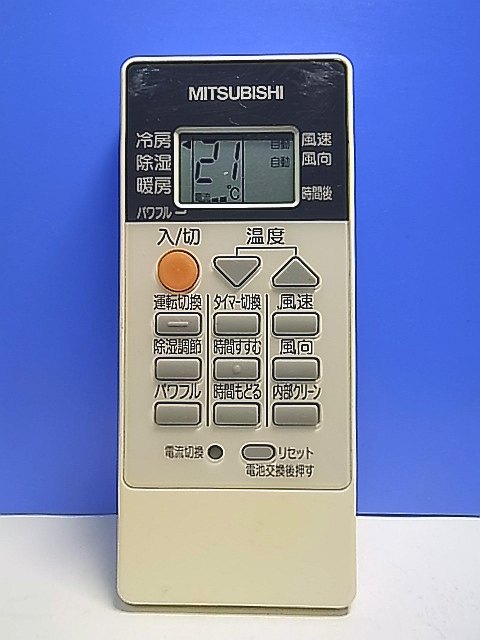 MITSUBISHI
冷房 自動 風速
除湿 21 自動 風向
暖房 電流 ℃ 時間後
パワフル
入/切 温度
運転切換 タイマー切換 風速
除湿調節 時間すすむ 風向
パワフル 時間もどる 内部クリーン
電流切換 リセット
電池交換後押す